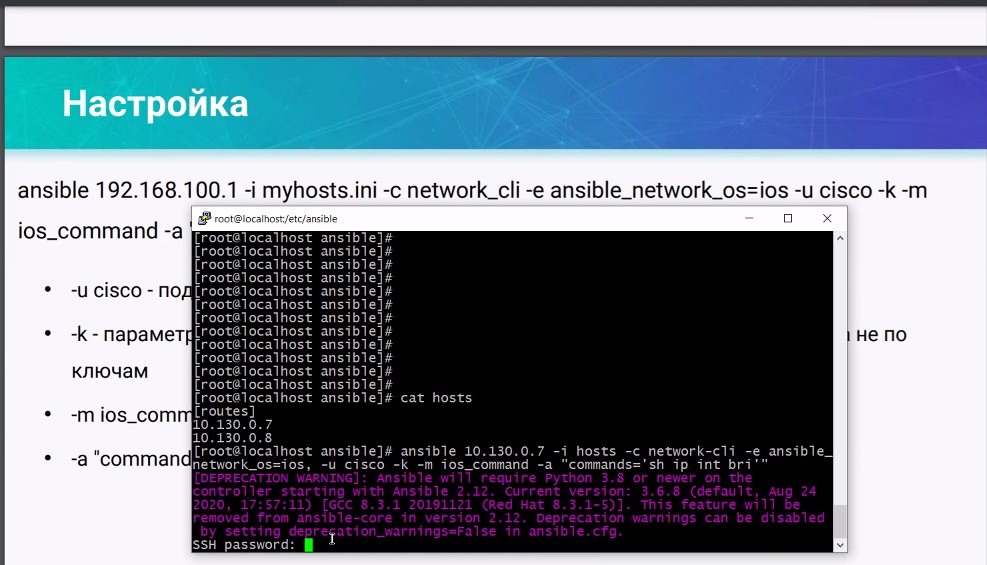 Настройка
ansible 192.168.100.1 -i myhosts.ini -c network_cli -e ansible_network_os=ios -u cisco -k -m
ios_command -a
• -u cisco - под
• -k - параметр а не по
ключам
• -m ios_comm
• -a "command
root@localhost:/etc/ansible
[root@localhost ansible]#
[root@localhost ansible]#
[root@localhost ansible]#
[root@localhost ansible]#
[root@localhost ansible]#
[root@localhost ansible]#
[root@localhost ansible]#
[root@localhost ansible]#
[root@localhost ansible]#
[root@localhost ansible]#
[root@localhost ansible]#
[root@localhost ansible]#
[root@localhost ansible]# cat hosts
[routes]
10.130.0.7
10.130.0.8
[root@localhost ansible]# ansible 10.130.0.7 -i hosts -c network-cli -e ansible_
network_os=ios, -u cisco -k -m ios_command -a "commands='sh ip int bri'"
[DEPRECATION WARNING]: Ansible will require Python 3.8 or newer on the
controller starting with Ansible 2.12. Current version: 3.6.8 (default, Aug 24
2020, 17:57:11) [GCC 8.3.1 20191121 (Red Hat 8.3.1-5)]. This feature will be
removed from ansible-core in version 2.12. Deprecation warnings can be disabled
by setting deprecation_warnings=False in ansible.cfg.
SSH password: